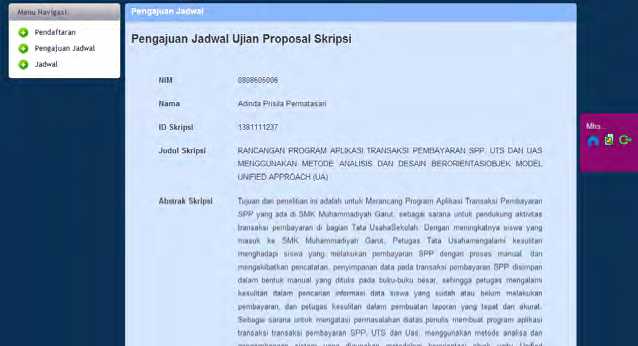 Menu Navigasi:
Pendaftaran
Pengajuan Jadwal
Jadwal
Pengajuan Jadwal
Pengajuan Jadwal Ujian Proposal Skripsi
NIM 0808605006
Nama Adinda Prisila Permatasari
ID Skripsi 1381111237
Judul Skripsi RANCANGAN PROGRAM APLIKASI TRANSAKSI PEMBAYARAN SPP, UTS DAN UAS
MENGGUNAKAN METODE ANALISIS DAN DESAIN BERORIENTASIOBJEK MODEL
UNIFIED APPROACH (UA)
Abstrak Skripsi Tujuan dari penelitian ini adalah untuk Merancang Program Aplikasi Transaksi Pembayaran
SPP yang ada di SMK Muhammadiyah Garut, sebagai sarana untuk pendukung aktivitas
transaksi pembayaran di bagian Tata UsahaSekolah. Dengan meningkatnya siswa yang
masuk ke SMK Muhammadiyah Garut, Petugas Tata Usahamengalami kesulitan
menghadapi siswa yang melakukan pembayaran SPP dengan proses manual dan
mengakibatkan pencatatan, penyimpanan data pada transaksi pembayaran SPP disimpan
dalam bentuk manual yang ditulis pada buku-buku besar, sehingga petugas mengalami
kesulitan dalam pencarian informasi data siswa yang sudah atau belum melakukan
pembayaran, dan petugas kesulitan dalam pembuatan laporan yang tepat dan akurat.
Sebagai sarana untuk mengatasi permasalahan diatas penulis membuat program aplikasi
transaksi transaksi pembayaran SPP, UTS dan Uas, menggunakan metode analisa dan
Mhs.